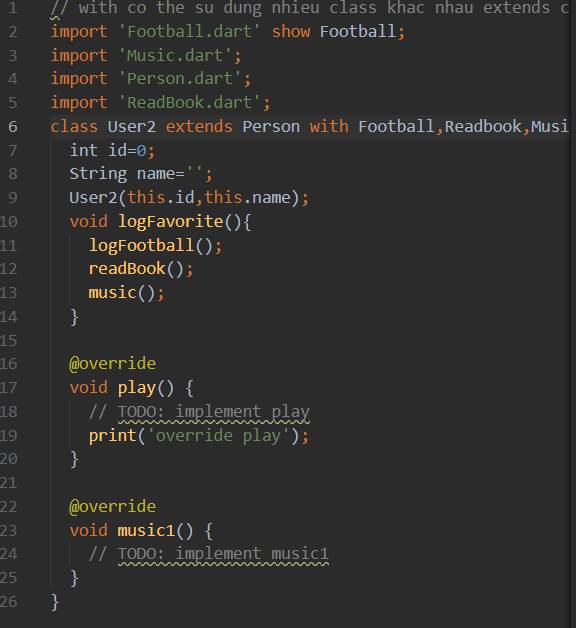 1 // with co the su dung nhieu class khac nhau extends c
2 import 'Football.dart' show Football;
3 import 'Music.dart';
4 import 'Person.dart';
5 import 'ReadBook.dart';
6 class User2 extends Person with Football,Readbook,Musi
7 int id=0;
8 String name='';
9 User2(this.id,this.name);
10 void logFavorite(){
11 logFootball();
12 readBook();
13 music();
14 }
15
16 @override
17 void play() {
18 // TODO: implement play
19 print('override play');
20 }
21
22 @override
23 void music1() {
24 // TODO: implement music1
25 }
26 }